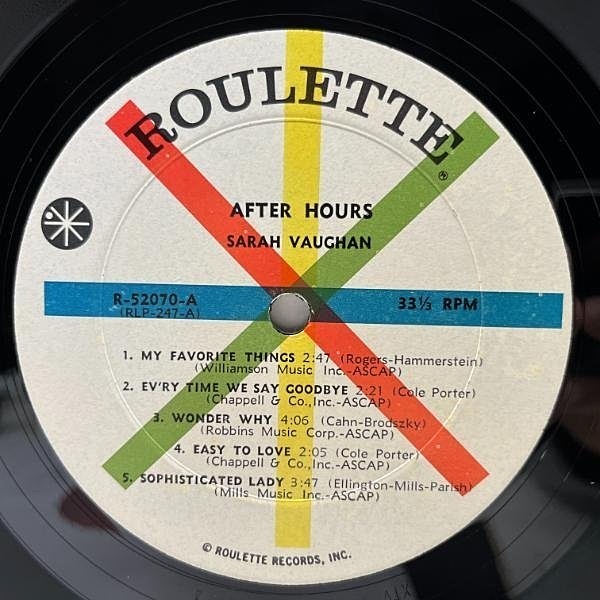 ROULETTE
®
AFTER HOURS
SARAH VAUGHAN
R-52070-A
(RLP-247-A)
33⅓ RPM
1. MY FAVORITE THINGS 2:47 (Rogers-Hammerstein)
(Williamson Music Inc.-ASCAP)
2. EV'RY TIME WE SAY GOODBYE 2:21 (Cole Porter)
(Chappell & Co.,Inc.-ASCAP)
3. WONDER WHY 4:06 (Cahn-Brodszky)
(Robbins Music Corp.-ASCAP)
4. EASY TO LOVE 2:05 (Cole Porter)
(Chappell & Co.,Inc.-ASCAP)
5. SOPHISTICATED LADY 3:47 (Ellington-Mills-Parish)
(Mills Music Inc.-ASCAP)
© ROULETTE RECORDS, INC.